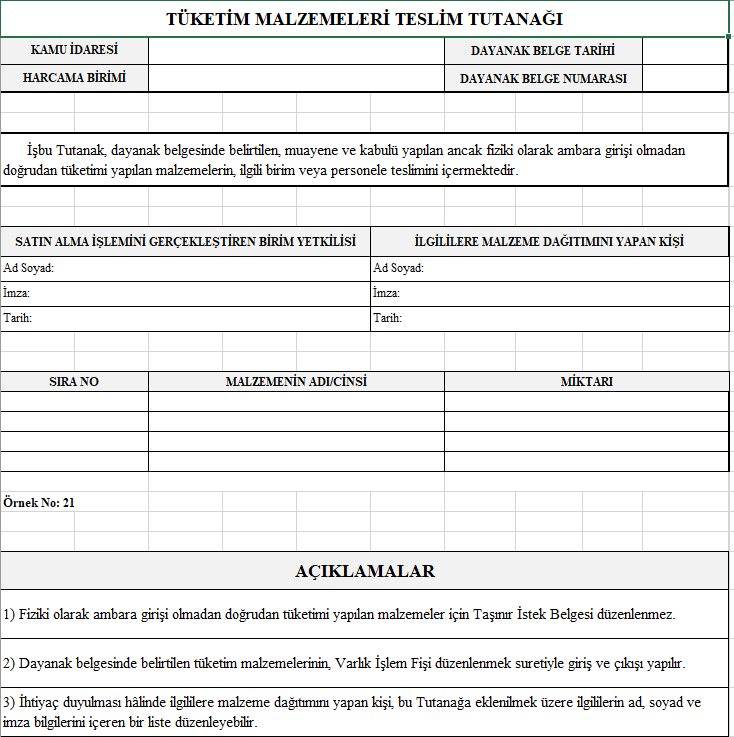 TÜKETİM MALZEMELERİ TESLİM TUTANAĞI
KAMU İDARESİ
DAYANAK BELGE TARİHİ
HARCAMA BİRİMİ
DAYANAK BELGE NUMARASI
İşbu Tutanak, dayanak belgesinde belirtilen, muayene ve kabulü yapılan ancak fiziki olarak ambara girişi olmadan
doğrudan tüketimi yapılan malzemelerin, ilgili birim veya personele teslimini içermektedir.
SATIN ALMA İŞLEMİNİ GERÇEKLEŞTİREN BİRİM YETKİLİSİ
İLGİLİLERE MALZEME DAĞITIMINI YAPAN KİŞİ
Ad Soyad:
Ad Soyad:
İmza:
İmza:
Tarih:
Tarih:
SIRA NO
MALZEMENİN ADI/CİNSİ
MİKTARI
Örnek No: 21
AÇIKLAMALAR
1) Fiziki olarak ambara girişi olmadan doğrudan tüketimi yapılan malzemeler için Taşınır İstek Belgesi düzenlenmez.
2) Dayanak belgesinde belirtilen tüketim malzemelerinin, Varlık İşlem Fişi düzenlenmek suretiyle giriş ve çıkışı yapılır.
3) İhtiyaç duyulması hâlinde ilgililere malzeme dağıtımını yapan kişi, bu Tutanağa eklenilmek üzere ilgililerin ad, soyad ve
imza bilgilerini içeren bir liste düzenleyebilir.